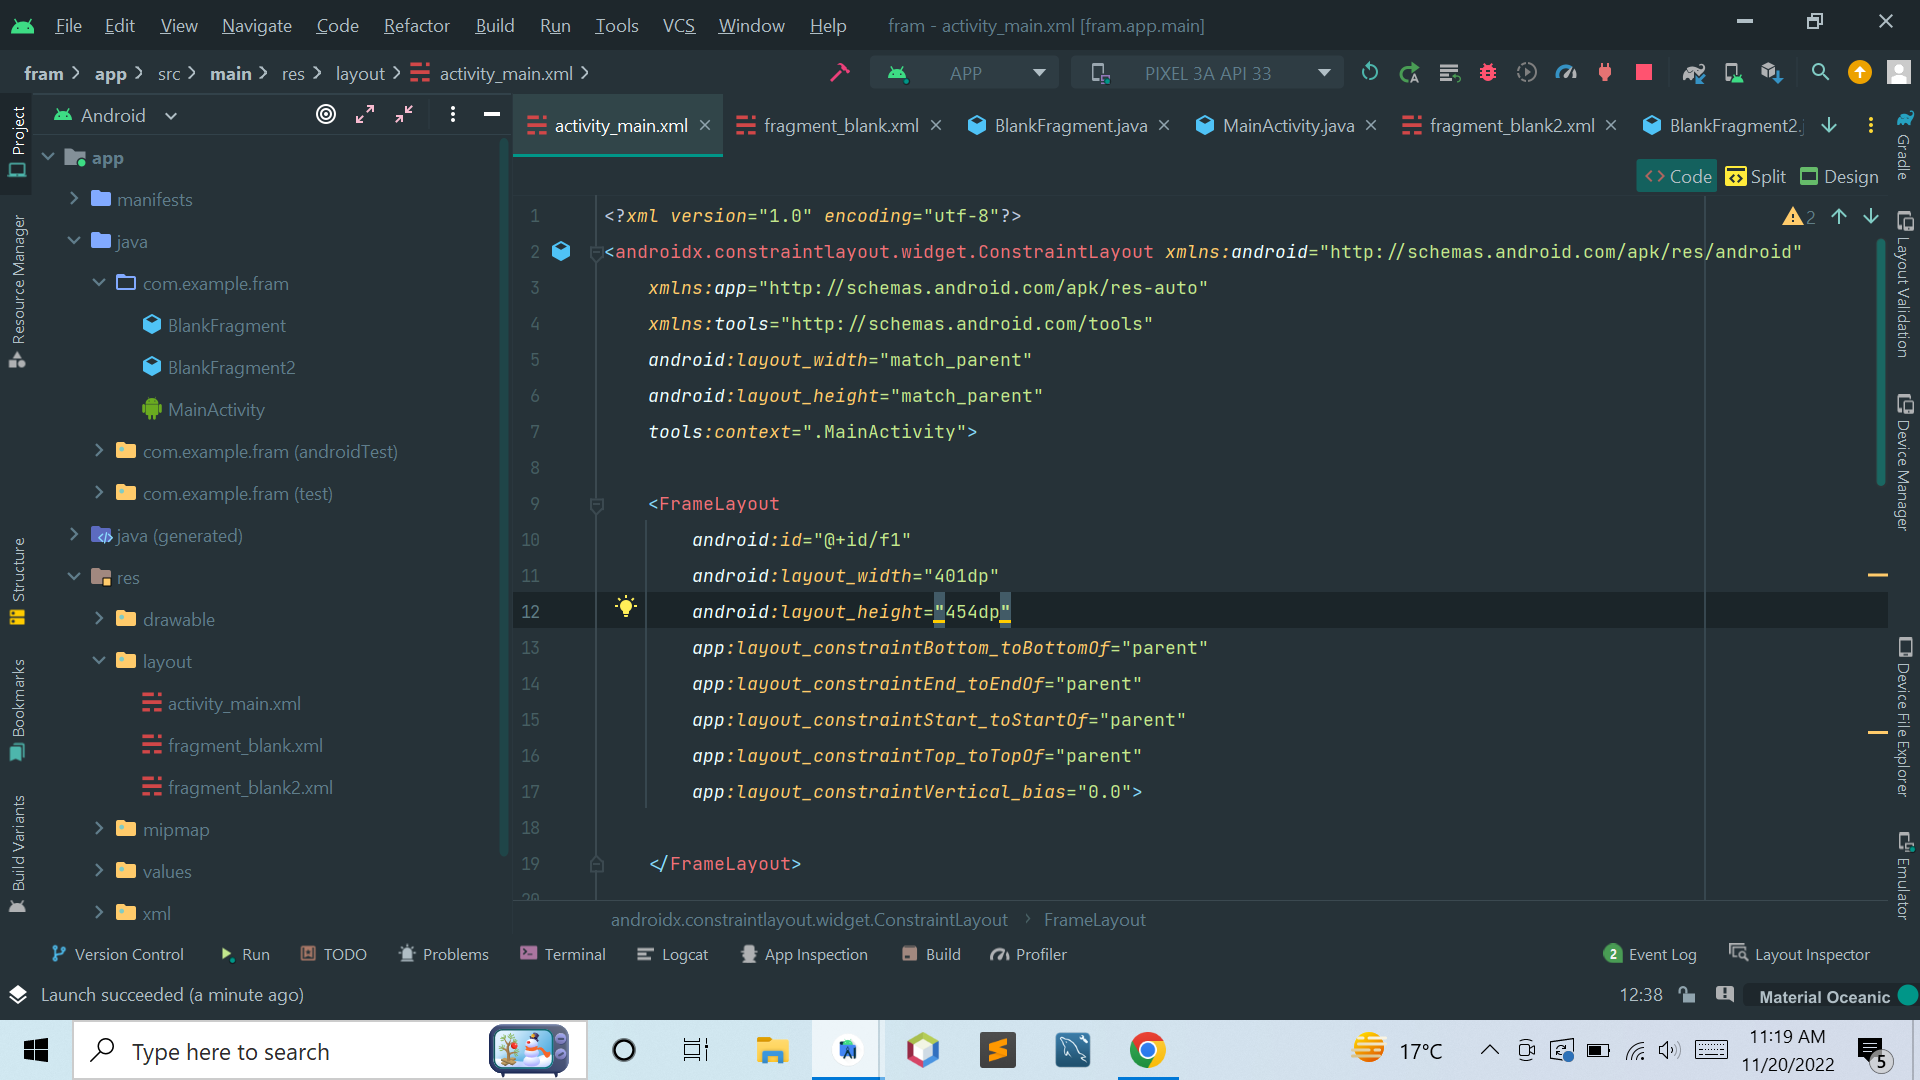 File Edit View Navigate Code Refactor Build Run Tools VCS Window Help fram - activity_main.xml [fram.app.main]
fram app src main res layout activity_main.xml APP PIXEL 3A API 33
Android
activity_main.xml fragment_blank.xml BlankFragment.java MainActivity.java fragment_blank2.xml BlankFragment2.j
Code Split Design
Project
Resource Manager
Structure
Bookmarks
Build Variants
app
manifests
java
com.example.fram
BlankFragment
BlankFragment2
MainActivity
com.example.fram (androidTest)
com.example.fram (test)
java (generated)
res
drawable
layout
activity_main.xml
fragment_blank.xml
fragment_blank2.xml
mipmap
values
xml
2
1 <?xml version="1.0" encoding="utf-8"?>
2 <androidx.constraintlayout.widget.ConstraintLayout xmlns:android="http://schemas.android.com/apk/res/android"
3 xmlns:app="http://schemas.android.com/apk/res-auto"
4 xmlns:tools="http://schemas.android.com/tools"
5 android:layout_width="match_parent"
6 android:layout_height="match_parent"
7 tools:context=".MainActivity">
8
9 <FrameLayout
10 android:id="@+id/f1"
11 android:layout_width="401dp"
12 android:layout_height="454dp"
13 app:layout_constraintBottom_toBottomOf="parent"
14 app:layout_constraintEnd_toEndOf="parent"
15 app:layout_constraintStart_toStartOf="parent"
16 app:layout_constraintTop_toTopOf="parent"
17 app:layout_constraintVertical_bias="0.0">
18
19 </FrameLayout>
20
androidx.constraintlayout.widget.ConstraintLayout FrameLayout
Gradle
Layout Validation
Device Manager
Device File Explorer
Emulator
Version Control Run TODO Problems Terminal Logcat App Inspection Build Profiler 2 Event Log Layout Inspector
Launch succeeded (a minute ago) 12:38 Material Oceanic
Type here to search 17°C 11:19 AM
11/20/2022 5